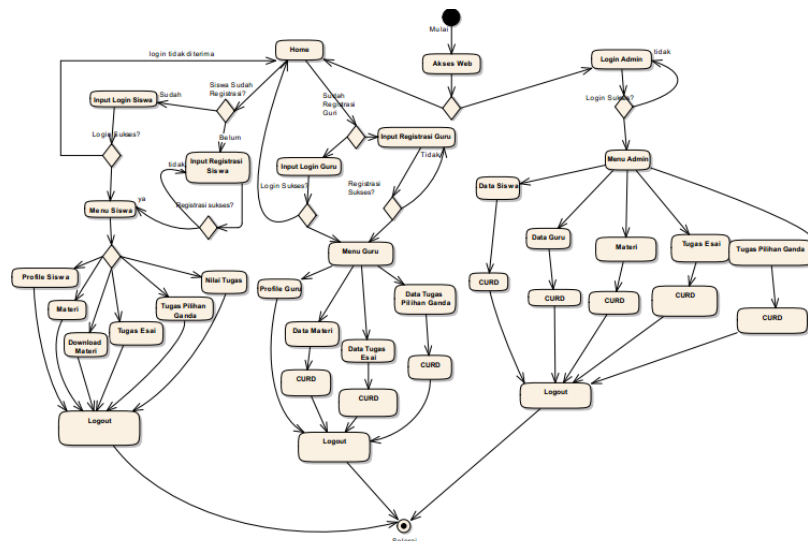 Mulai
Home
Akses Web
Login Admin
tidak
login tidak diterima
Siswa Sudah
Registrasi?
Sudah
Input Login Siswa
Sudah
Registrasi
Guri
Login Sukses?
Login Sukses?
Belum
Input Registrasi Guru
tidak
Input Registrasi
Siswa
Input Login Guru
Tidak
Menu Admin
Login Sukses?
Registrasi
Sukses?
Data Siswa
Menu Siswa
ya
Registrasi sukses?
Data Guru
Materi
Tugas Esai
Tugas Pilihan Ganda
Menu Guru
Profile Siswa
Nilai Tugas
Profile Guru
Data Tugas
Pilihan Ganda
CURD
CURD
CURD
CURD
CURD
Materi
Tugas Pilihan
Ganda
Data Materi
Download
Materi
Tugas Esai
Data Tugas
Esai
CURD
CURD
CURD
Logout
Logout
Logout